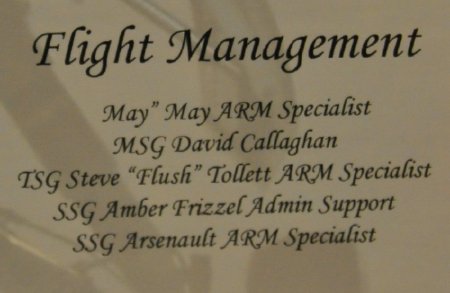 Flight Management
May" May ARM Specialist
MSG David Callaghan
TSG Steve "Flush" Tollett ARM Specialist
SSG Amber Frizzel Admin Support
SSG Arsenault ARM Specialist